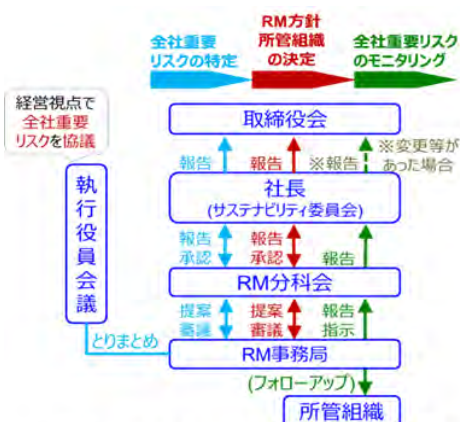 全社重要
リスクの特定
RM方針
所管組織
の決定
全社重要リスク
のモニタリング
経営視点で
全社重要
リスクを協議
執行役員会議
取締役会
報告
報告
※報告
※変更等が
あった場合
社長
(サステナビリティ委員会)
報告
承認
報告
承認
報告
RM分科会
提案
審議
提案
審議
報告
指示
とりまとめ
RM事務局
(フォローアップ)
所管組織